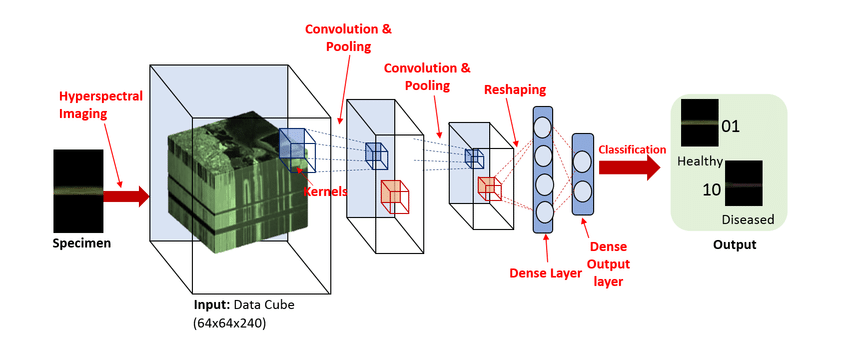 Convolution &
Pooling
Convolution &
Pooling
Hyperspectral
Imaging
Reshaping
Kernels
Classification
01
Healthy
10
Diseased
Specimen
Output
Dense Layer
Dense
Output
layer
Input: Data Cube
(64x64x240)